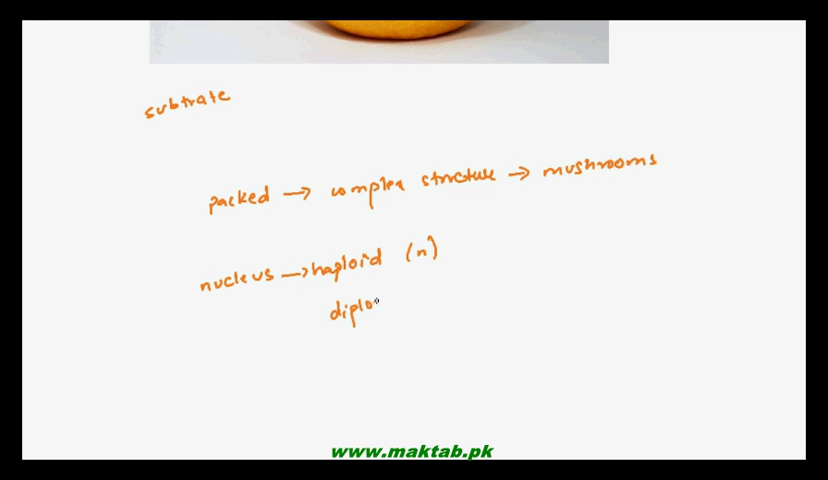 subtrate
packed → complex structure → mushrooms
nucleus → haploid (n)
diplo
www.maktab.pk